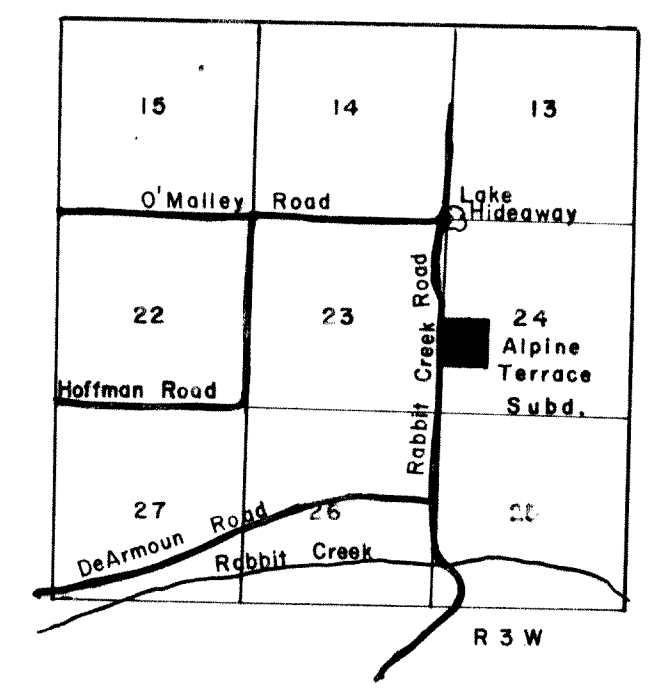 15
14
13
O'Malley Road
Lake
Hideaway
22
23
Rabbit Creek Road
24
Alpine
Terrace
Subd.
Hoffman Road
27
26
DeArmoun Road
Rabbit Creek
R 3 W